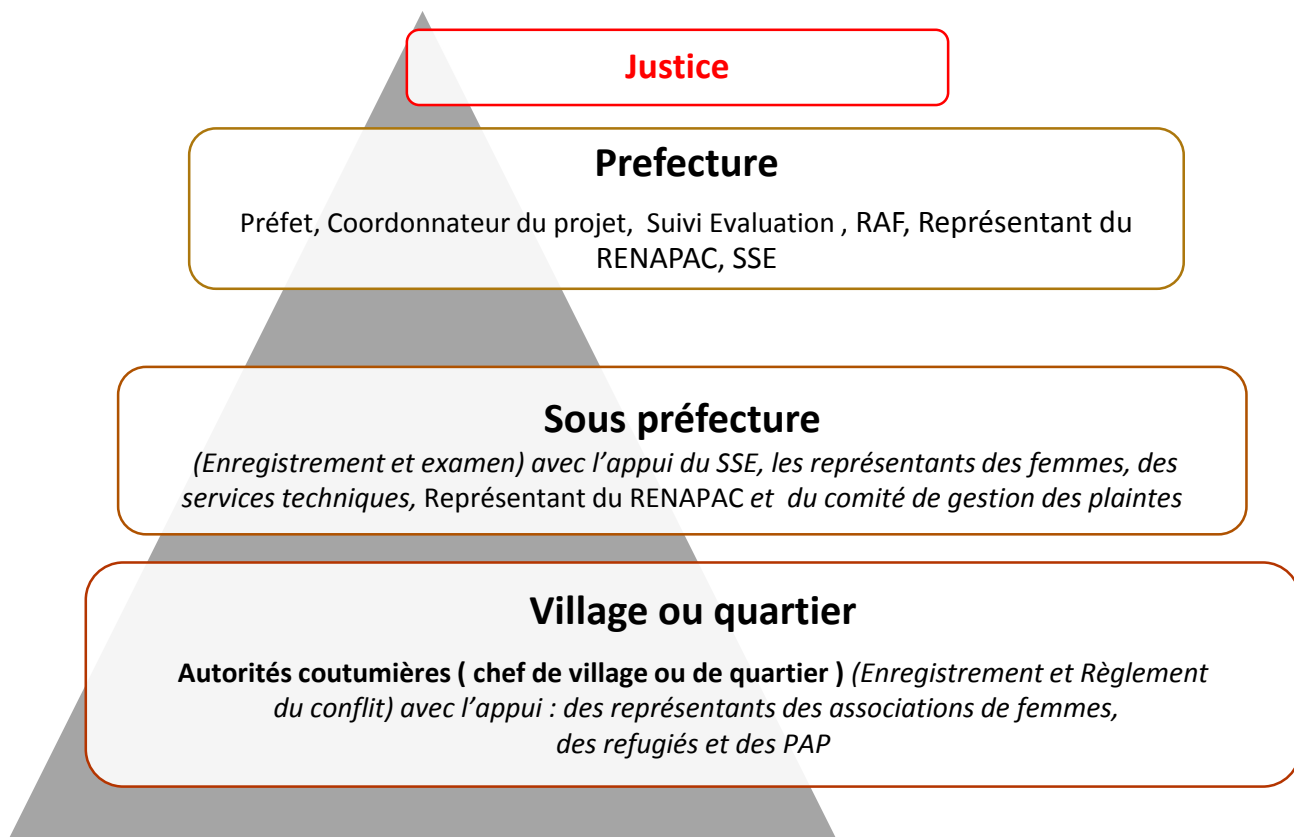 Justice
Prefecture
Préfet, Coordonnateur du projet, Suivi Evaluation , RAF, Représentant du
RENAPAC, SSE
Sous préfecture
(Enregistrement et examen) avec l’appui du SSE, les représentants des femmes, des
services techniques, Représentant du RENAPAC et du comité de gestion des plaintes
Village ou quartier
Autorités coutumières ( chef de village ou de quartier ) (Enregistrement et Règlement
du conflit) avec l’appui : des représentants des associations de femmes,
des refugiés et des PAP